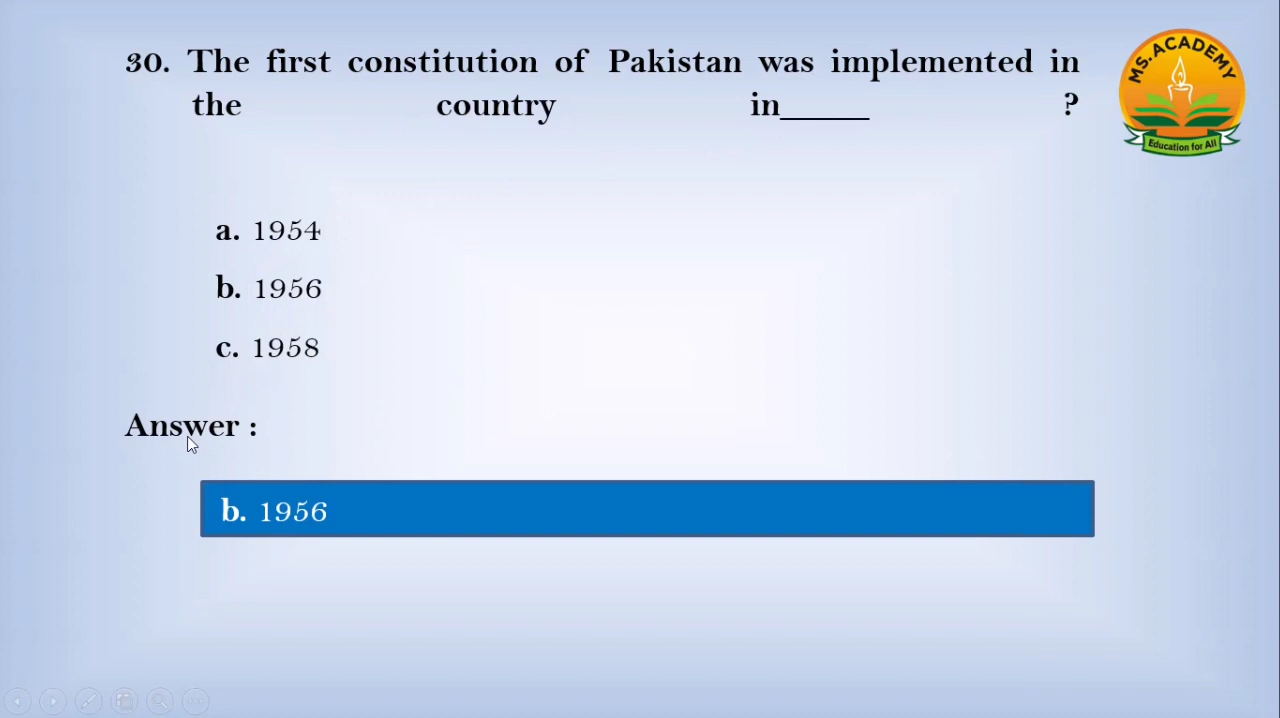 30. The first constitution of Pakistan was implemented in
the country in_____ ?
MS.ACADEMY
Education for All
a. 1954
b. 1956
c. 1958
Answer :
b. 1956